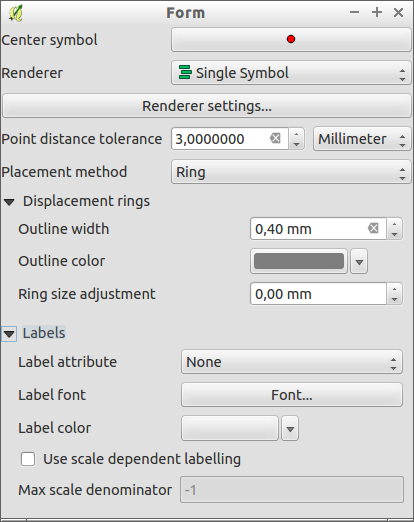 Form
Center symbol
Renderer Single Symbol
Renderer settings...
Point distance tolerance 3,0000000 Millimeter
Placement method Ring
Displacement rings
Outline width 0,40 mm
Outline color
Ring size adjustment 0,00 mm
Labels
Label attribute None
Label font Font...
Label color
Use scale dependent labelling
Max scale denominator -1